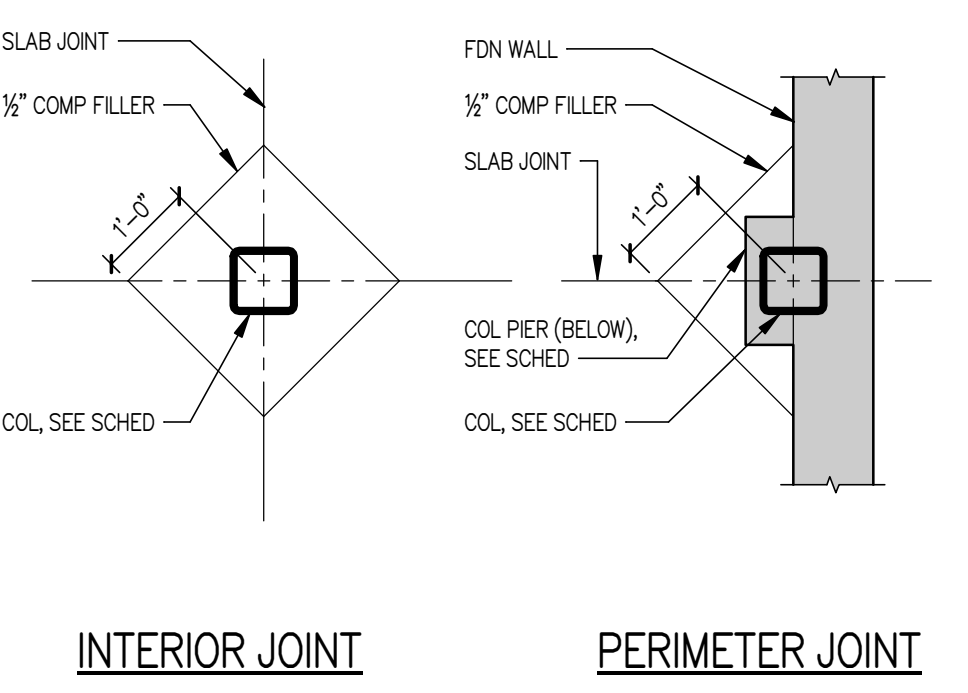 SLAB JOINT
½” COMP FILLER
1'-0”
COL, SEE SCHED
INTERIOR JOINT
FDN WALL
½” COMP FILLER
SLAB JOINT
1'-0”
COL PIER (BELOW),
SEE SCHED
COL, SEE SCHED
PERIMETER JOINT